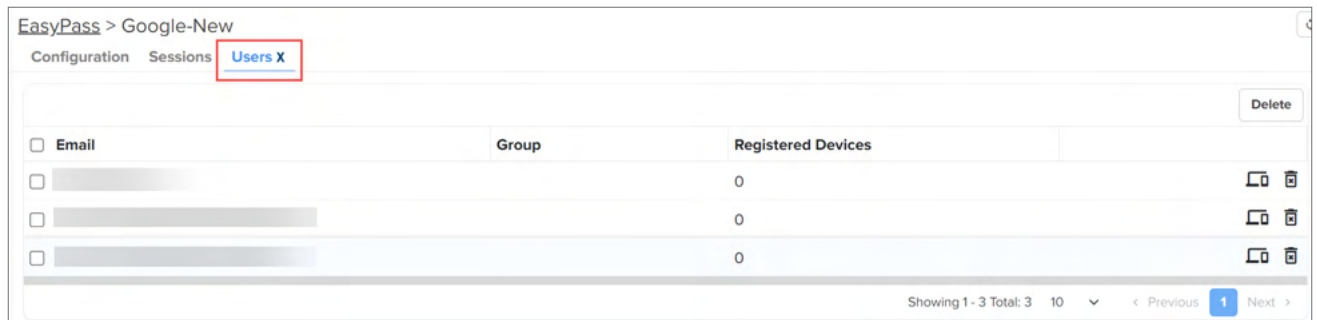 EasyPass > Google-New
Configuration Sessions Users X
Delete
Email Group Registered Devices
0
0
0
Showing 1 - 3 Total: 3 10 < Previous 1 Next >